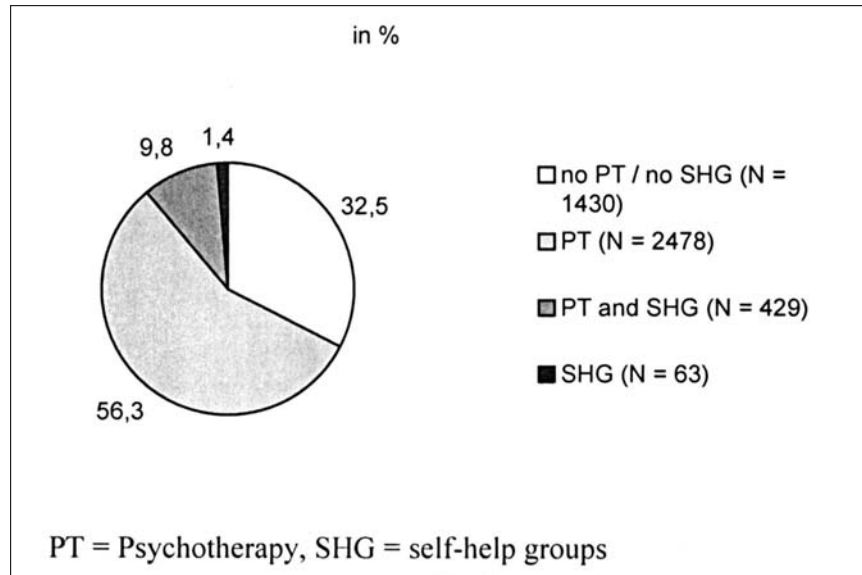 in %
9,8
1,4
32,5
56,3
no PT / no SHG (N =
1430)
PT (N = 2478)
PT and SHG (N = 429)
SHG (N = 63)
PT = Psychotherapy, SHG = self-help groups